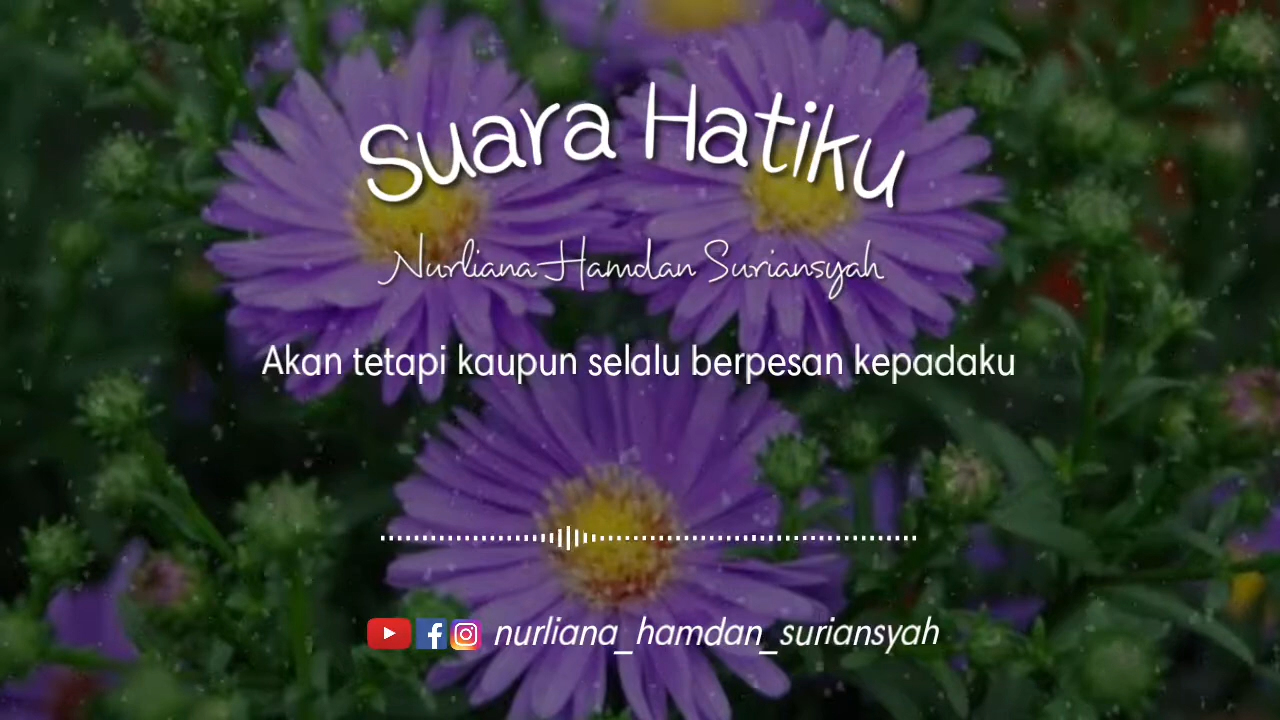 Suara Hatiku
Nurliana Hamdan Suriansyah
Akan tetapi kaupun selalu berpesan kepadaku
nurliana_hamdan_suriansyah